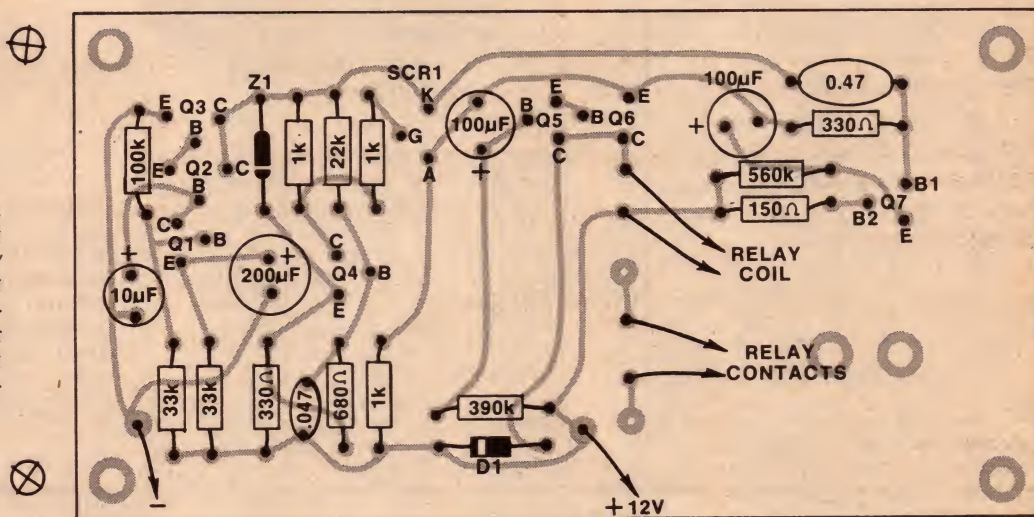 Z1
SCR1
K
100µF
0.47
E Q3 C
B
100k
1k
22k
1k
G
100µF
+
E
B Q5
B Q6
E
C
C
+
330Ω
E Q2 C
B
A
560k
B1
C
150Ω
B2 Q7
E
Q1 B
E
+
10µF
+
200µF
C
Q4 B
E
RELAY
COIL
RELAY
CONTACTS
33k
33k
330Ω
.047
680Ω
1k
390k
D1
−
+12V